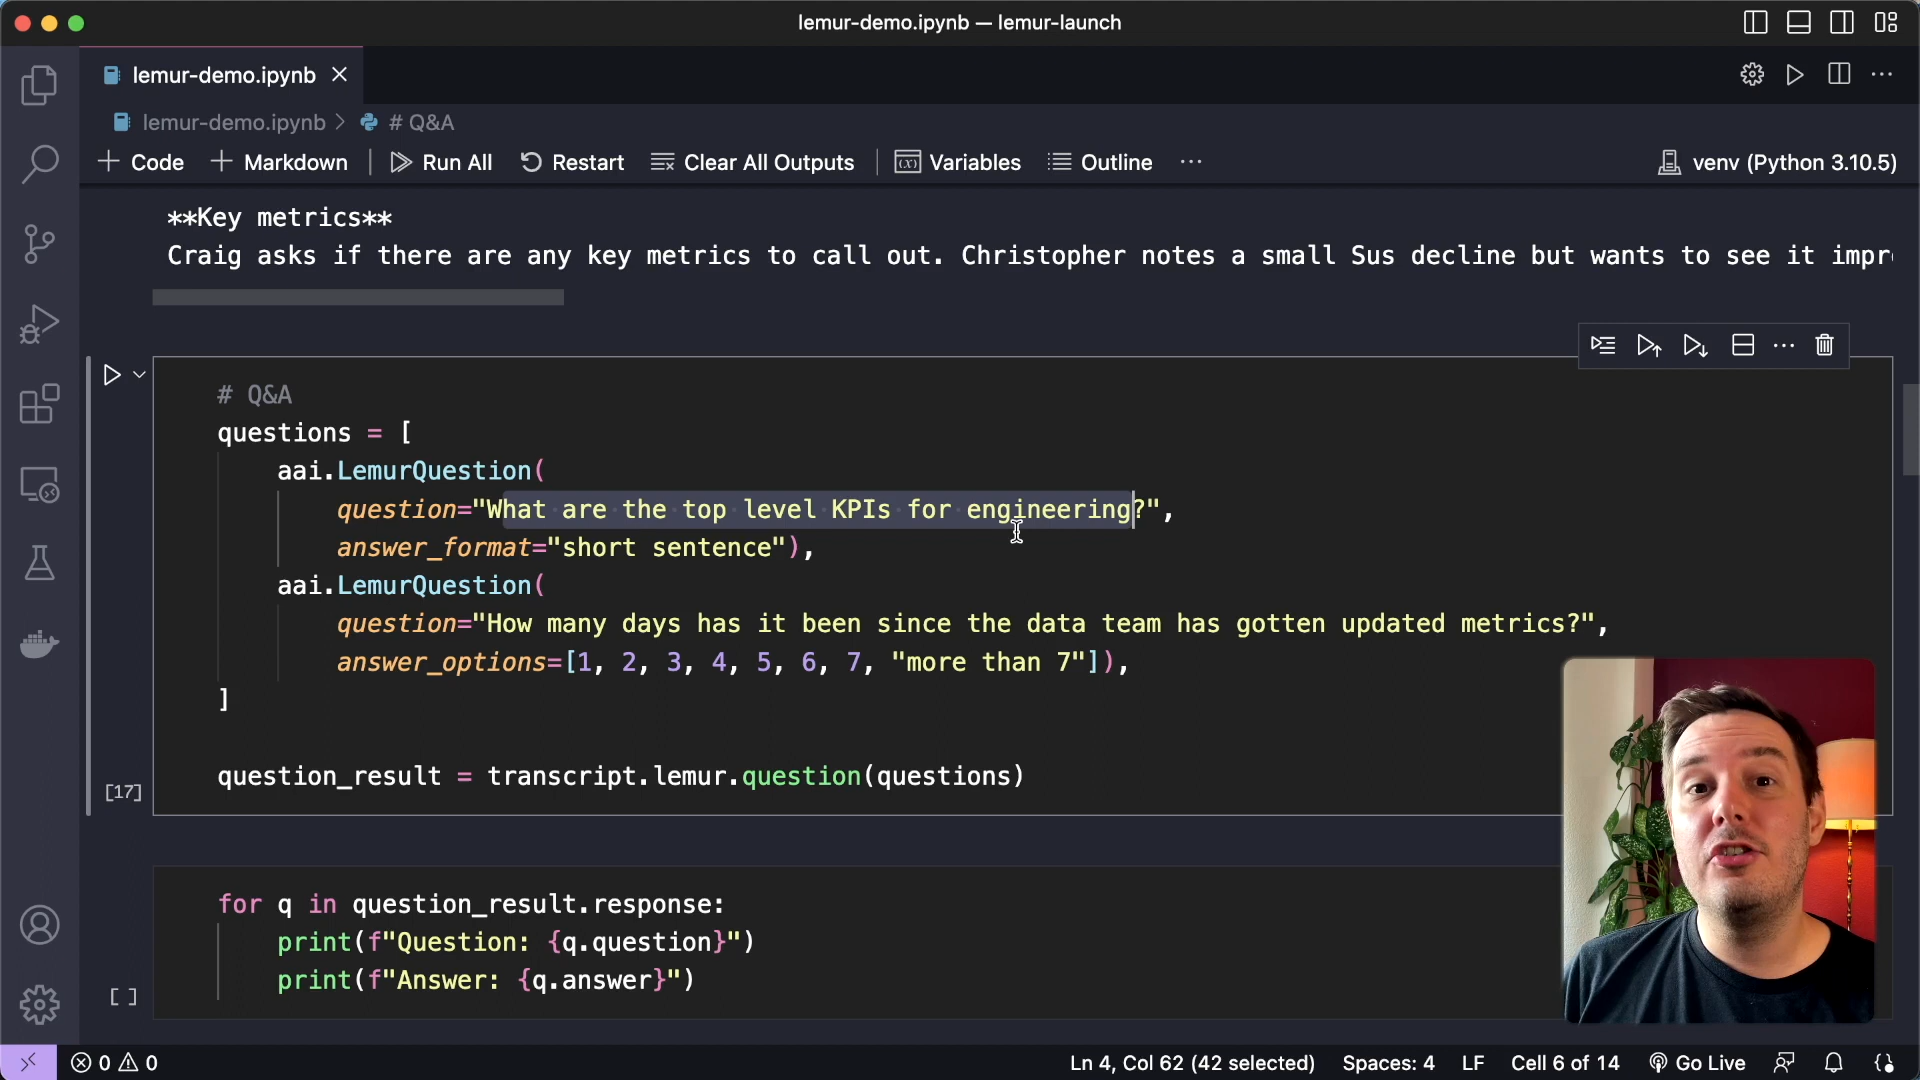 lemur-demo.ipynb — lemur-launch
lemur-demo.ipynb
lemur-demo.ipynb > # Q&A
Code Markdown Run All Restart Clear All Outputs Variables Outline ··· venv (Python 3.10.5)
**Key metrics**
Craig asks if there are any key metrics to call out. Christopher notes a small Sus decline but wants to see it impr
# Q&A
questions = [
aai.LemurQuestion(
question="What are the top level KPIs for engineering?",
answer_format="short sentence"),
aai.LemurQuestion(
question="How many days has it been since the data team has gotten updated metrics?",
answer_options=[1, 2, 3, 4, 5, 6, 7, "more than 7"]),
]
question_result = transcript.lemur.question(questions)
[17]
for q in question_result.response:
print(f"Question: {q.question}")
print(f"Answer: {q.answer}")
[ ]
0 0 Ln 4, Col 62 (42 selected) Spaces: 4 LF Cell 6 of 14 Go Live